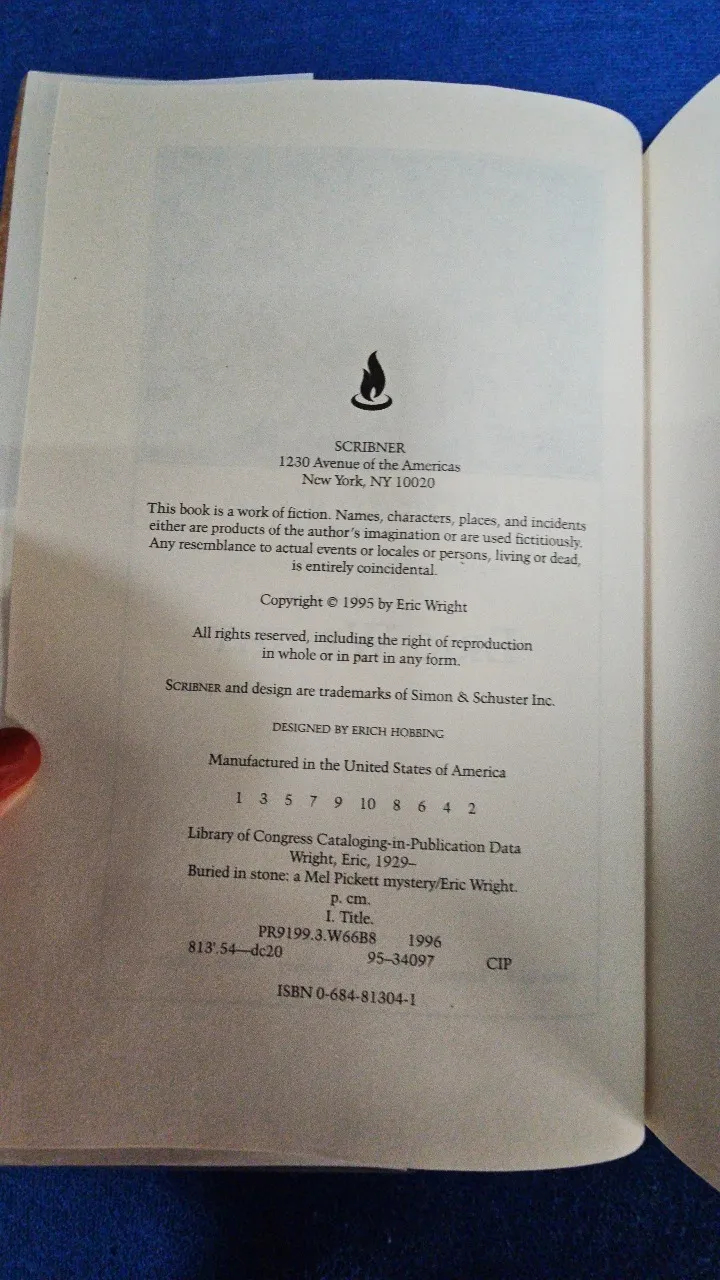 SCRIBNER
1230 Avenue of the Americas
New York, NY 10020
This book is a work of fiction. Names, characters, places, and incidents
either are products of the author's imagination or are used fictitiously.
Any resemblance to actual events or locales or persons, living or dead,
is entirely coincidental.
Copyright © 1995 by Eric Wright
All rights reserved, including the right of reproduction
in whole or in part in any form.
SCRIBNER and design are trademarks of Simon & Schuster Inc.
DESIGNED BY ERICH HOBBING
Manufactured in the United States of America
1 3 5 7 9 10 8 6 4 2
Library of Congress Cataloging-in-Publication Data
Wright, Eric, 1929–
Buried in stone: a Mel Pickett mystery/Eric Wright.
p. cm.
I. Title.
PR9199.3.W66B8 1996
813'.54—dc20 95–34097 CIP
ISBN 0-684-81304-1